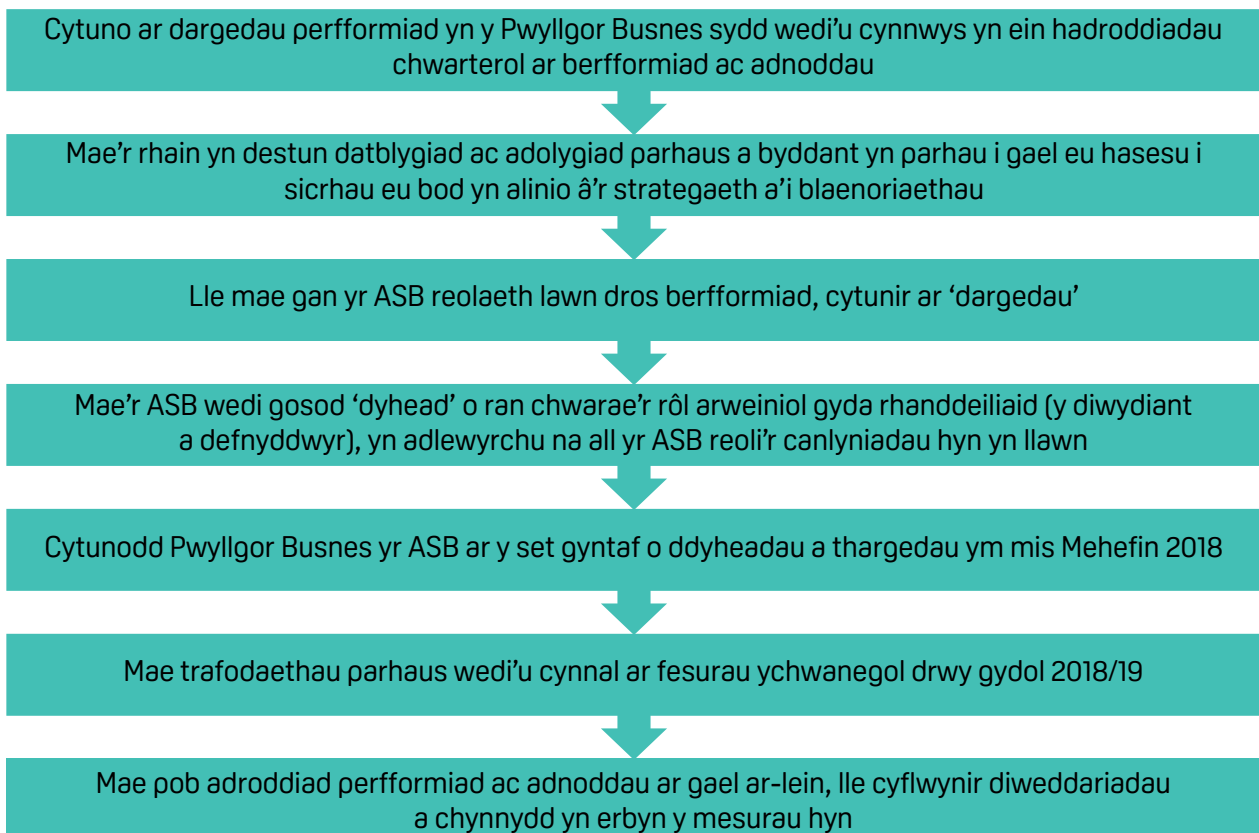 Cytuno ar dargedau perfformiad yn y Pwyllgor Busnes sydd wedi'u cynnwys yn ein hadroddiadau
chwarterol ar berfformiad ac adnoddau
Mae'r rhain yn destun datblygiad ac adolygiad parhaus a byddant yn parhau i gael eu hasesu i
sicrhau eu bod yn alinio â'r strategaeth a'i blaenoriaethau
Lle mae gan yr ASB reolaeth lawn dros berfformiad, cytunir ar 'dargedau'
Mae'r ASB wedi gosod 'dyhead' o ran chwarae'r rôl arweiniol gyda rhanddeiliaid (y diwydiant
a defnyddwyr), yn adlewyrchu na all yr ASB reoli'r canlyniadau hyn yn llawn
Cytunodd Pwyllgor Busnes yr ASB ar y set gyntaf o ddyheadau a thargedau ym mis Mehefin 2018
Mae trafodaethau parhaus wedi'u cynnal ar fesurau ychwanegol drwy gydol 2018/19
Mae pob adroddiad perfformiad ac adnoddau ar gael ar-lein, lle cyflwynir diweddariadau
a chynnydd yn erbyn y mesurau hyn